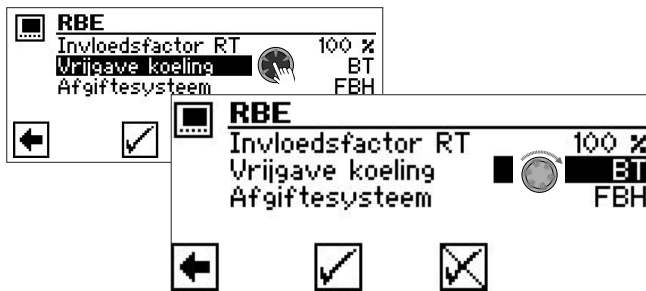 RBE
Invloedsfactor RT 100 %
Vrijgave koeling BT
Afgiftesysteem FBH
RBE
Invloedsfactor RT 100 %
Vrijgave koeling BT
Afgiftesysteem FBH